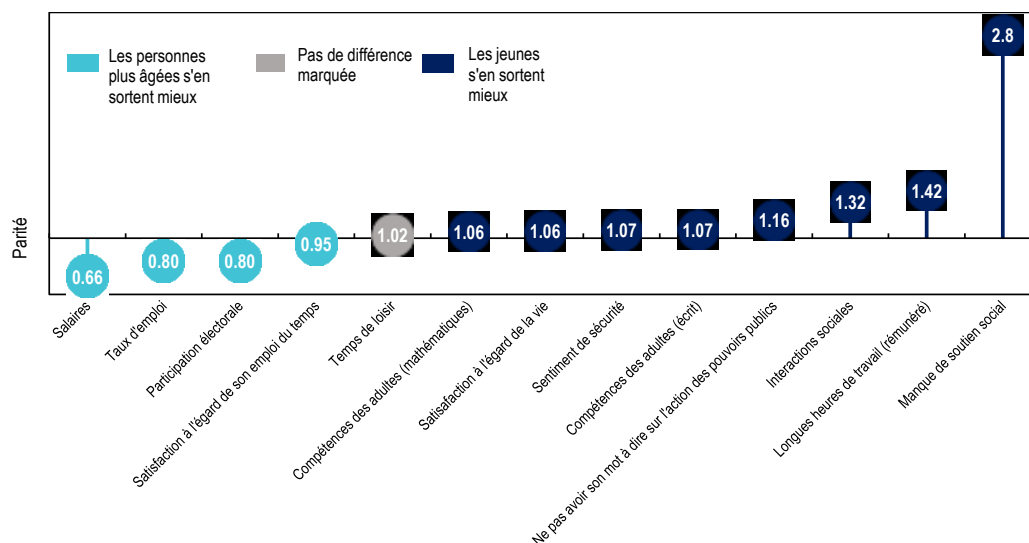 Les personnes
plus âgées s'en
sortent mieux
Pas de différence
marquée
Les jeunes
s'en sortent
mieux
Parité
2.8
1.42
1.32
1.16
1.07
1.07
1.06
1.06
1.02
0.95
0.80
0.80
0.66
Salaires
Taux d'emploi
Participation électorale
Satisfaction à l'égard de son emploi du temps
Temps de loisir
Compétences des adultes (mathématiques)
Satisafaction à l'égard de la vie
Sentiment de sécurité
Compétences des adultes (écrit)
Ne pas avoir son mot à dire sur l'action des pouvoirs publics
Interactions sociales
Longues heures de travail (rémunéré)
Manque de soutien social